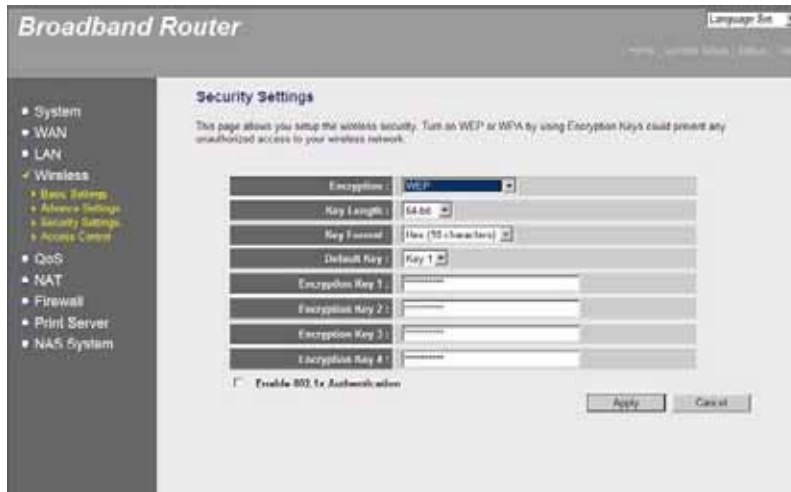 Broadband Router
Language
System
WAN
LAN
Wireless
Basic Settings
Advance Settings
Security Settings
Access Control
QoS
NAT
Firewall
Print Server
NAS System
Security Settings
This page allows you setup the wireless security. Turn on WEP or WPA by using Encryption Keys could prevent any
unauthorized access to your wireless network.
Encryption : WEP
Key Length : 64-bit
Key Format : Hex (10 characters)
Default Key : Key 1
Encryption Key 1 : **********
Encryption Key 2 : **********
Encryption Key 3 : **********
Encryption Key 4 : **********
Enable 802.1x Authentication
Apply Cancel